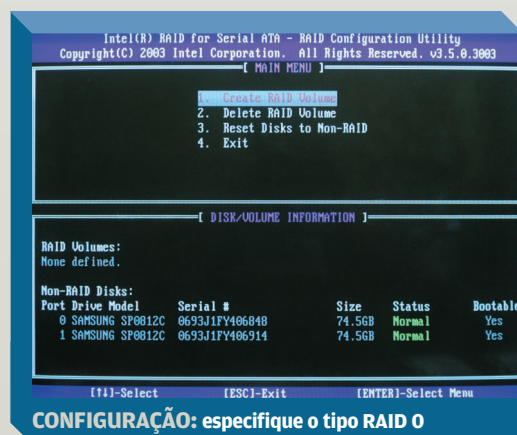 Intel(R) RAID for Serial ATA - RAID Configuration Utility
Copyright(C) 2003 Intel Corporation. All Rights Reserved. v3.5.0.3003
[ MAIN MENU ]
1. Create RAID Volume
2. Delete RAID Volume
3. Reset Disks to Non-RAID
4. Exit
[ DISK/VOLUME INFORMATION ]
RAID Volumes:
None defined.
Non-RAID Disks:
Port Drive Model Serial # Size Status Bootable
0 SAMSUNG SP0812C 0693J1FY406848 74.5GB Normal Yes
1 SAMSUNG SP0812C 0693J1FY406914 74.5GB Normal Yes
[↑↓]-Select [ESC]-Exit [ENTER]-Select Menu
CONFIGURAÇÃO: especifique o tipo RAID 0